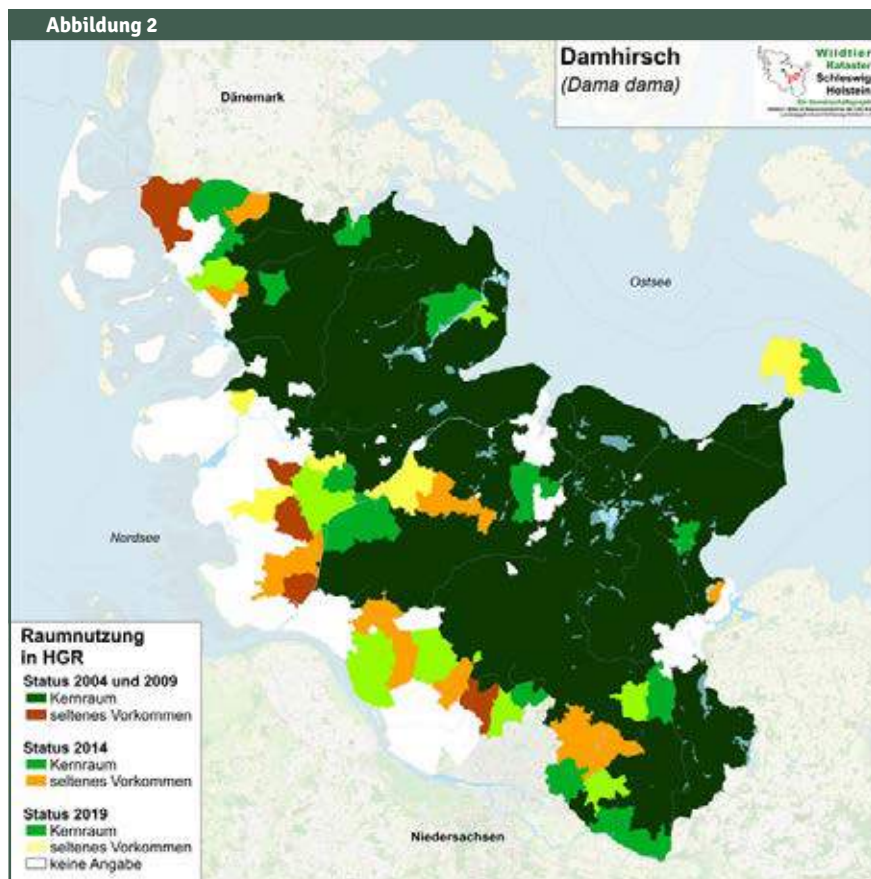 Abbildung 2
Damhirsch
(Dama dama)
Wildtier
Kataster
Schleswig
Holstein
Dänemark
Ostsee
Nordsee
Raumnutzung
in HGR
Status 2004 und 2009
Kernraum
seltenes Vorkommen
Status 2014
Kernraum
seltenes Vorkommen
Status 2019
Kernraum
seltenes Vorkommen
keine Angabe
Niedersachsen